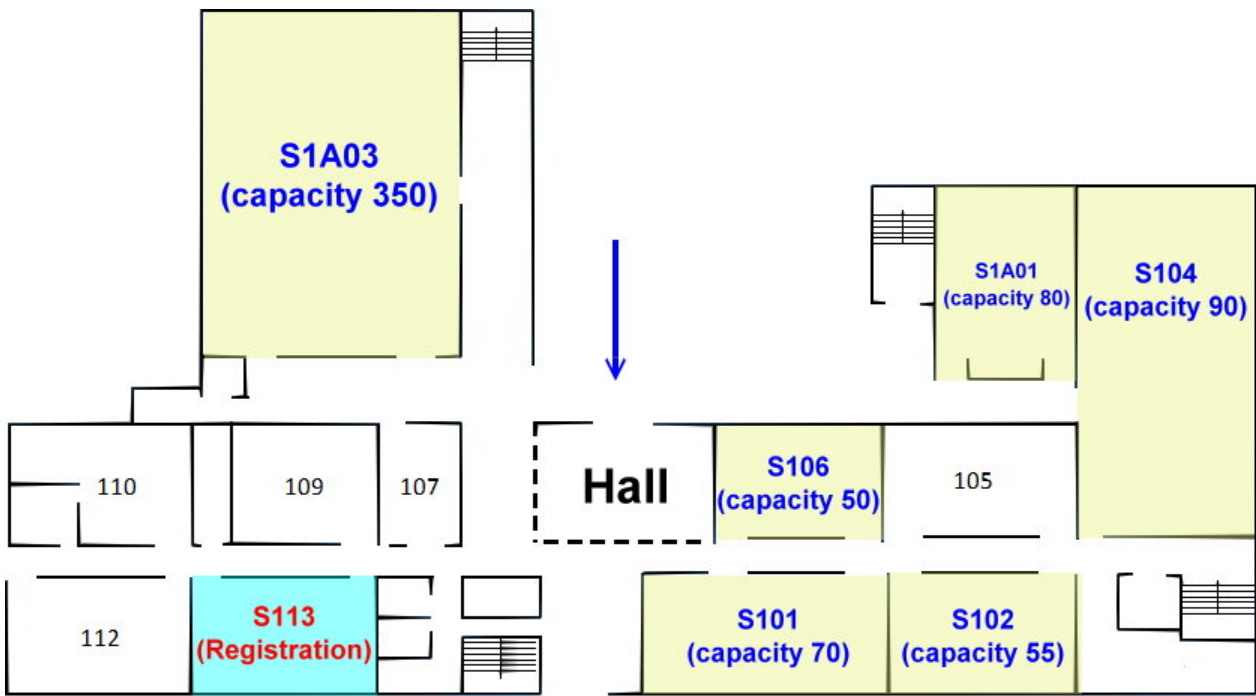 S1A03
(capacity 350)
S1A01
(capacity 80)
S104
(capacity 90)
110
109
107
Hall
S106
(capacity 50)
105
112
S113
(Registration)
S101
(capacity 70)
S102
(capacity 55)